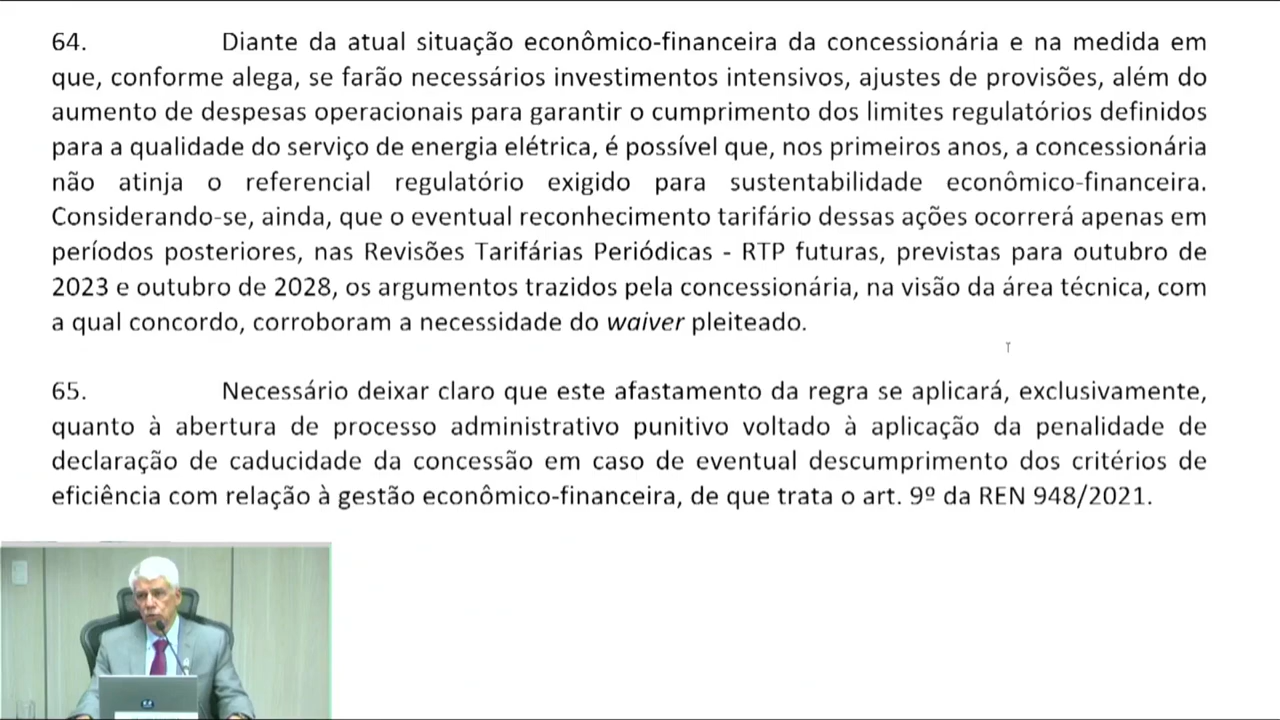 64. Diante da atual situação econômico-financeira da concessionária e na medida em
que, conforme alega, se farão necessários investimentos intensivos, ajustes de provisões, além do
aumento de despesas operacionais para garantir o cumprimento dos limites regulatórios definidos
para a qualidade do serviço de energia elétrica, é possível que, nos primeiros anos, a concessionária
não atinja o referencial regulatório exigido para sustentabilidade econômico-financeira.
Considerando-se, ainda, que o eventual reconhecimento tarifário dessas ações ocorrerá apenas em
períodos posteriores, nas Revisões Tarifárias Periódicas - RTP futuras, previstas para outubro de
2023 e outubro de 2028, os argumentos trazidos pela concessionária, na visão da área técnica, com
a qual concordo, corroboram a necessidade do waiver pleiteado.
65. Necessário deixar claro que este afastamento da regra se aplicará, exclusivamente,
quanto à abertura de processo administrativo punitivo voltado à aplicação da penalidade de
declaração de caducidade da concessão em caso de eventual descumprimento dos critérios de
eficiência com relação à gestão econômico-financeira, de que trata o art. 9º da REN 948/2021.